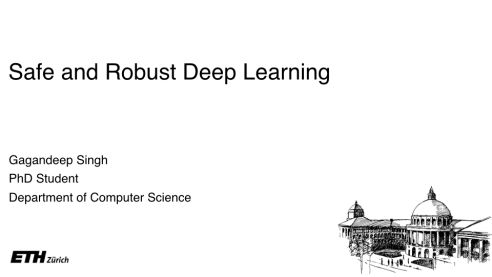 Safe and Robust Deep Learning
Gagandeep Singh
PhD Student
Department of Computer Science
ETH Zürich